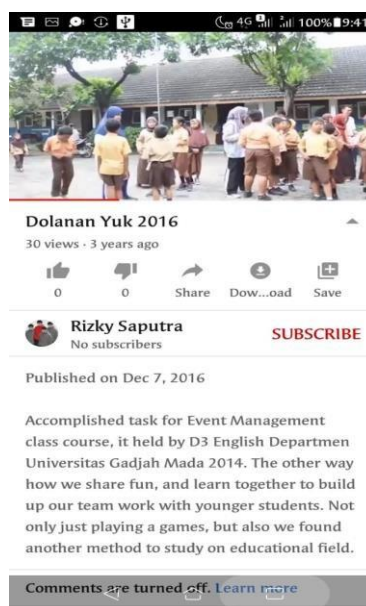 4G 100% 9:41
Dolanan Yuk 2016
30 views · 3 years ago
0 0 Share Dow...oad Save
Rizky Saputra
No subscribers
SUBSCRIBE
Published on Dec 7, 2016
Accomplished task for Event Management
class course, it held by D3 English Departmen
Universitas Gadjah Mada 2014. The other way
how we share fun, and learn together to build
up our team work with younger students. Not
only just playing a games, but also we found
another method to study on educational field.
Comments are turned off. Learn more